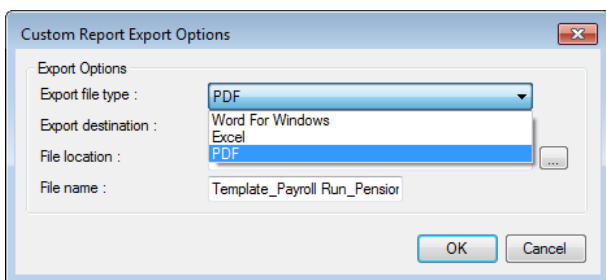 Custom Report Export Options
Export Options
Export file type :
PDF
Export destination :
Word For Windows
Excel
File location :
PDF
...
File name :
Template_Payroll Run_Pension
OK
Cancel